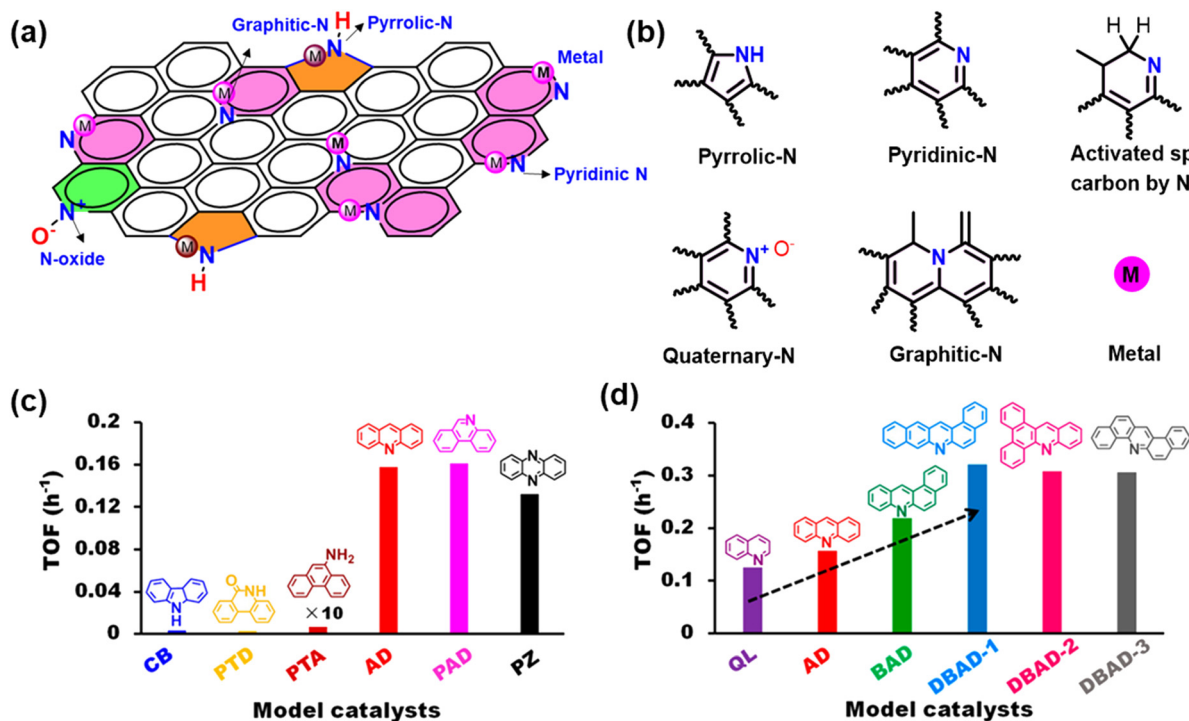 (a)
Graphitic-N
H
Pyrrolic-N
M
N
M
Metal
M
N
M
N
M
N
N
M
N
Pyridinic N
M
N
N
N+
O-
N-oxide
M
N
H
(b)
NH
N
H H
N
Pyrrolic-N
Pyridinic-N
Activated sp
carbon by N
N+ O-
N
M
Quaternary-N
Graphitic-N
Metal
(c)
TOF (h-1)
0.2
0.16
0.12
0.08
0.04
0
N
H
O
NH
NH2
×10
N
N
N
N
CB
PTD
PTA
AD
PAD
PZ
Model catalysts
(d)
TOF (h-1)
0.4
0.3
0.2
0.1
0
N
N
N
N
N
N
QL
AD
BAD
DBAD-1
DBAD-2
DBAD-3
Model catalysts